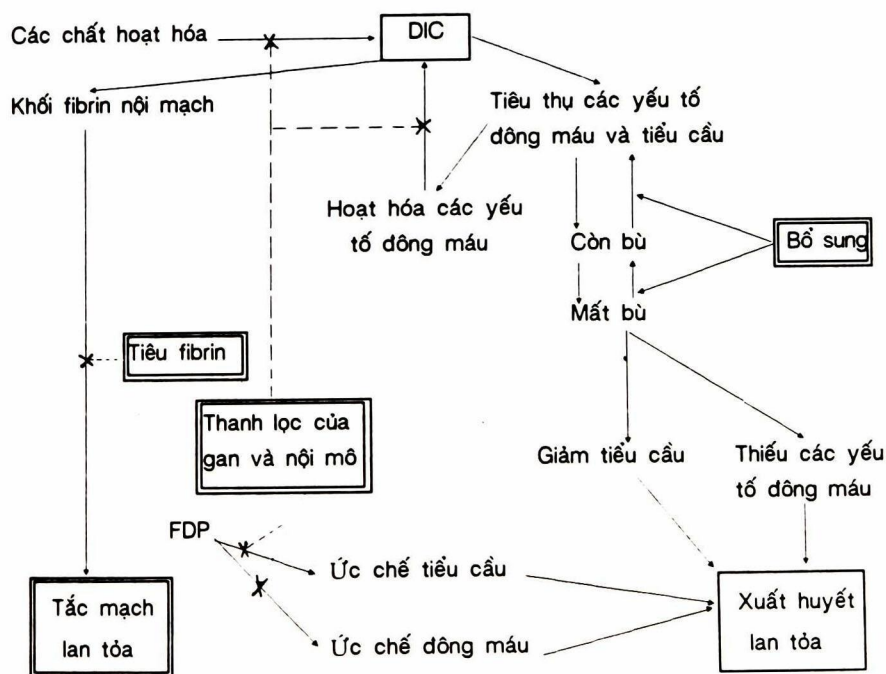 Các chất hoạt hóa
DIC
Khối fibrin nội mạch
Tiêu thụ các yếu tố
đông máu và tiểu cầu
Hoạt hóa các yếu
tố đông máu
Còn bù
Bổ sung
Mất bù
Tiêu fibrin
Thanh lọc của
gan và nội mô
Giảm tiểu cầu
Thiếu các yếu
tố đông máu
FDP
Ức chế tiểu cầu
Ức chế đông máu
Tắc mạch
lan tỏa
Xuất huyết
lan tỏa